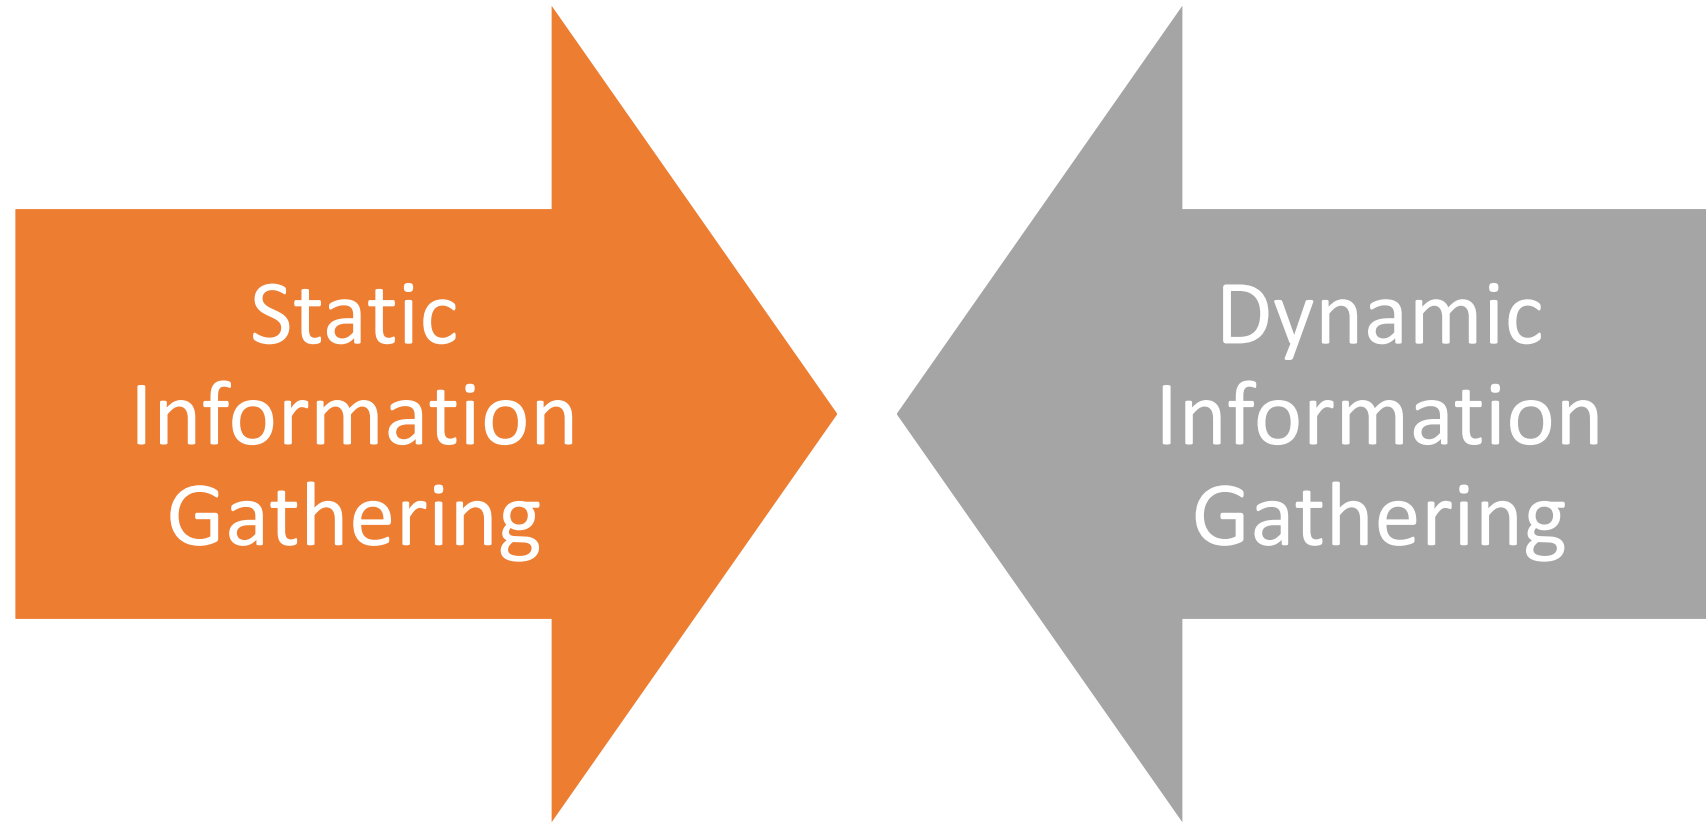 Static
Information
Gathering
Dynamic
Information
Gathering